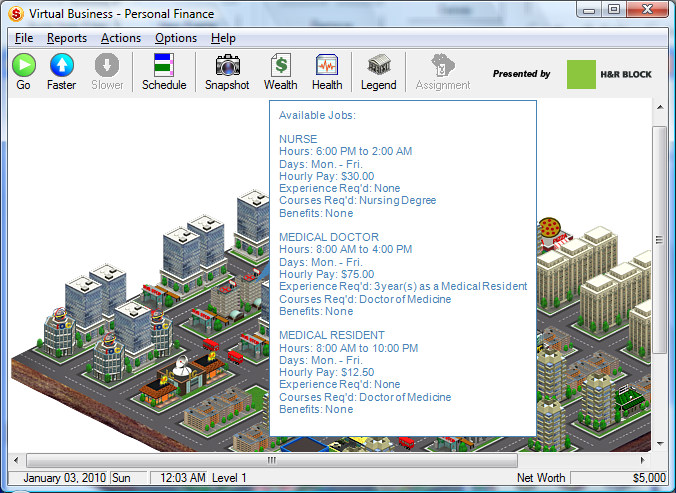 Virtual Business - Personal Finance
File Reports Actions Options Help
Go Faster Slower Schedule Snapshot Wealth Health Legend Assignment Presented by H&R BLOCK
Available Jobs:
NURSE
Hours: 6:00 PM to 2:00 AM
Days: Mon. - Fri.
Hourly Pay: $30.00
Experience Req'd: None
Courses Req'd: Nursing Degree
Benefits: None
MEDICAL DOCTOR
Hours: 8:00 AM to 4:00 PM
Days: Mon. - Fri.
Hourly Pay: $75.00
Experience Req'd: 3 year(s) as a Medical Resident
Courses Req'd: Doctor of Medicine
Benefits: None
MEDICAL RESIDENT
Hours: 8:00 AM to 10:00 PM
Days: Mon. - Fri.
Hourly Pay: $12.50
Experience Req'd: None
Courses Req'd: Doctor of Medicine
Benefits: None
January 03, 2010 Sun 12:03 AM Level 1 Net Worth $5,000